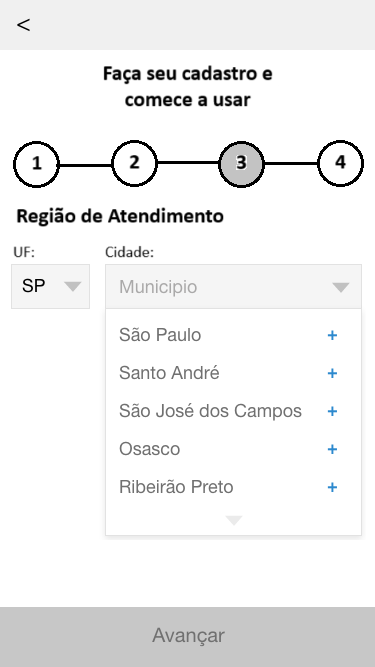 <
Faça seu cadastro e
comece a usar
1 2 3 4
Região de Atendimento
UF: Cidade:
SP Municipio
São Paulo +
Santo André +
São José dos Campos +
Osasco +
Ribeirão Preto +
Avançar